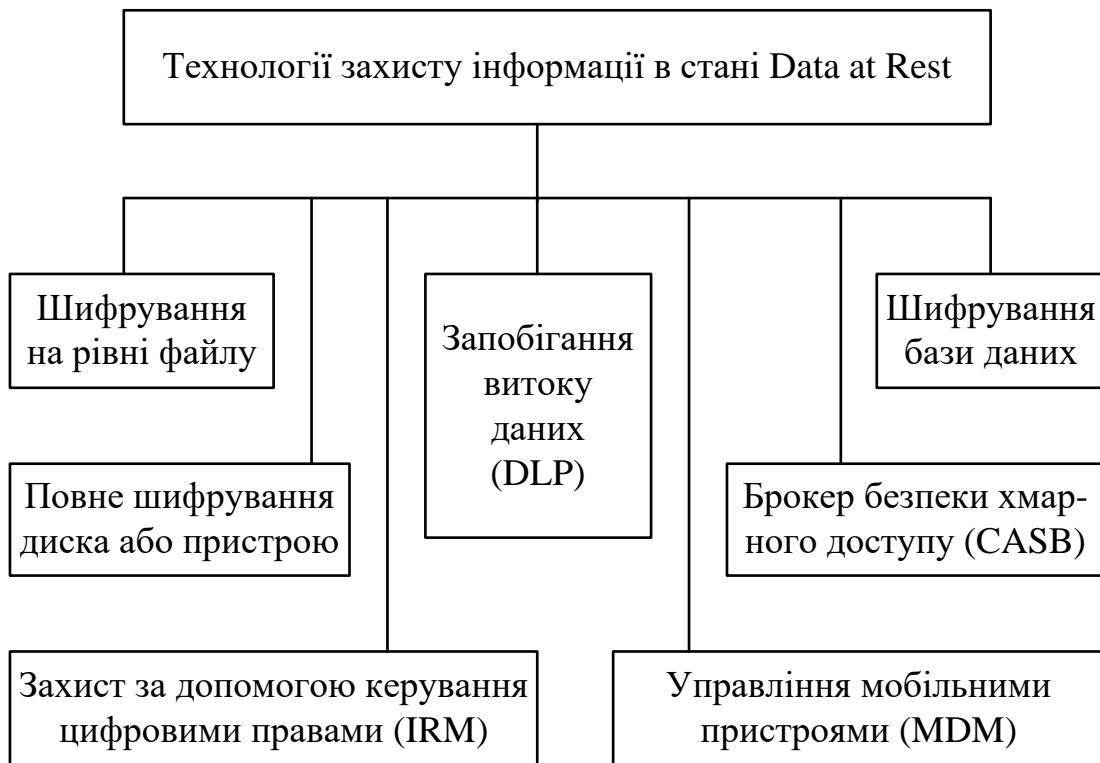 Технології захисту інформації в стані Data at Rest
Шифрування
на рівні файлу
Запобігання
витоку
даних
(DLP)
Шифрування
бази даних
Повне шифрування
диска або пристрою
Брокер безпеки хмар-
ного доступу (CASB)
Захист за допомогою керування
цифровими правами (IRM)
Управління мобільними
пристроями (MDM)